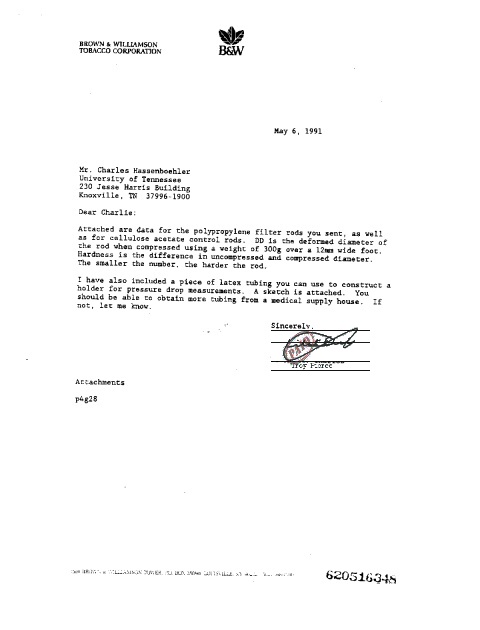 BROWN & WILLIAMSON
TOBACCO CORPORATION
B&W
May 6, 1991
Mr. Charles Hassenboehler
University of Tennessee
230 Jesse Harris Building
Knoxville, TN 37996-1900
Dear Charlie:
Attached are data for the polypropylene filter rods you sent, as well
as for cellulose acetate control rods. DD is the deformed diameter of
the rod when compressed using a weight of 300g over a 12mm wide foot.
Hardness is the difference in uncompressed and compressed diameter.
The smaller the number, the harder the rod.
I have also included a piece of latex tubing you can use to construct a
holder for pressure drop measurements. A sketch is attached. You
should be able to obtain more tubing from a medical supply house. If
not, let me know.
Sincerely,
Troy Pierce
Attachments
p4g28
620516348